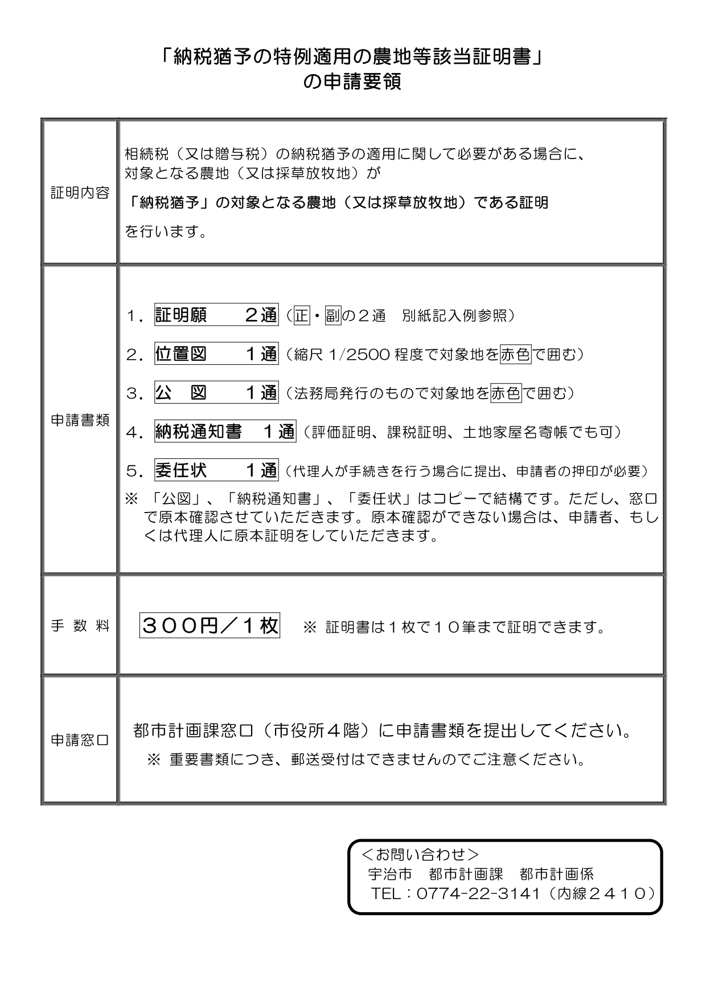 「納税猶予の特例適用の農地等該当証明書」
の申請要領
証明内容
相続税（又は贈与税）の納税猶予の適用に関して必要がある場合に、
対象となる農地（又は採草放牧地）が
「納税猶予」の対象となる農地（又は採草放牧地）である証明
を行います。
申請書類
１．証明願　　２通（正・副の２通　別紙記入例参照）
２．位置図　　１通（縮尺 1/2500 程度で対象地を赤色で囲む）
３．公　図　　１通（法務局発行のもので対象地を赤色で囲む）
４．納税通知書　１通（評価証明、課税証明、土地家屋名寄帳でも可）
５．委任状　　１通（代理人が手続きを行う場合に提出、申請者の押印が必要）
※ 「公図」、「納税通知書」、「委任状」はコピーで結構です。ただし、窓口
で原本確認させていただきます。原本確認ができない場合は、申請者、もし
くは代理人に原本証明をしていただきます。
手 数 料
３００円／１枚　※ 証明書は１枚で１０筆まで証明できます。
申請窓口
都市計画課窓口（市役所４階）に申請書類を提出してください。
※ 重要書類につき、郵送受付はできませんのでご注意ください。
＜お問い合わせ＞
宇治市　都市計画課　都市計画係
TEL：0774-22-3141（内線２４１０）